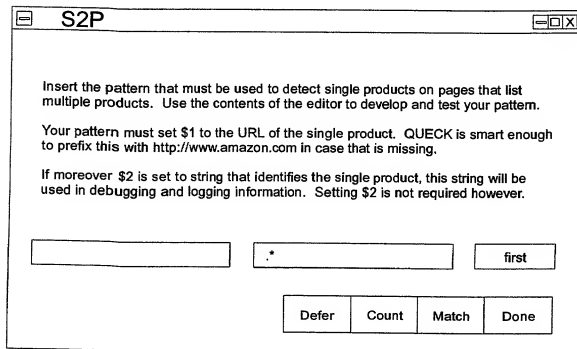 S2P
Insert the pattern that must be used to detect single products on pages that list
multiple products. Use the contents of the editor to develop and test your pattern.
Your pattern must set $1 to the URL of the single product. QUECK is smart enough
to prefix this with http://www.amazon.com in case that is missing.
If moreover $2 is set to string that identifies the single product, this string will be
used in debugging and logging information. Setting $2 is not required however.
.* first
Defer Count Match Done